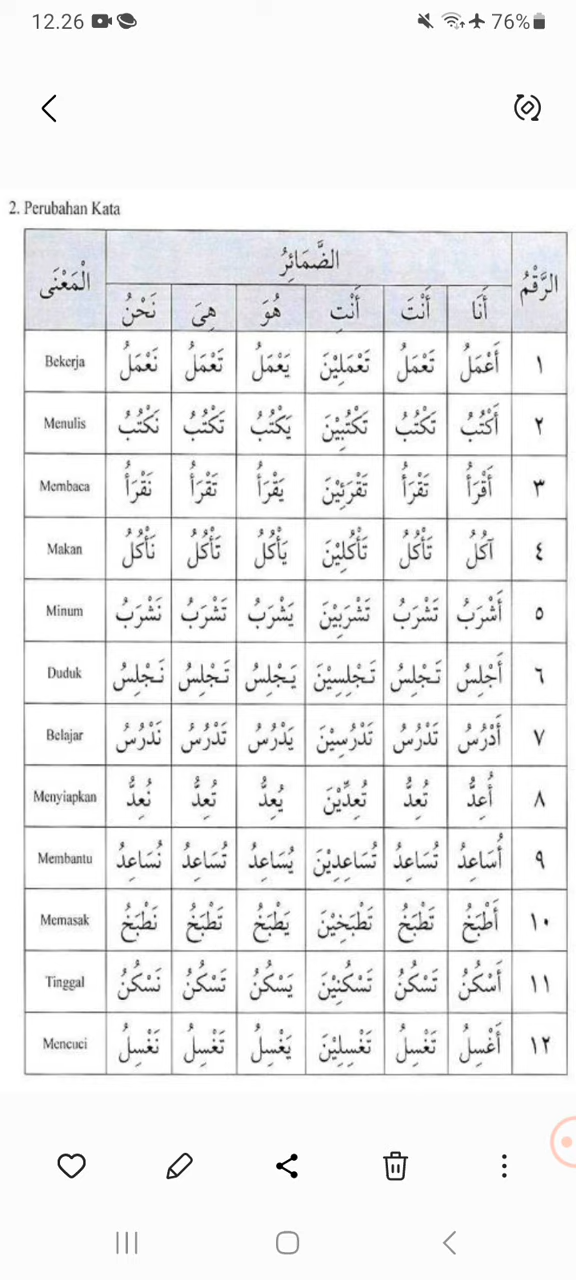 12.26 76%
2. Perubahan Kata
الرَّقْمُ الضَّمَائِرُ الْمَعْنَى
أَنَا أَنْتَ أَنْتِ هُوَ هِيَ نَحْنُ
١ أَعْمَلُ تَعْمَلُ تَعْمَلِيْنَ يَعْمَلُ تَعْمَلُ نَعْمَلُ Bekerja
٢ أَكْتُبُ تَكْتُبُ تَكْتُبِيْنَ يَكْتُبُ تَكْتُبُ نَكْتُبُ Menulis
٣ أَقْرَأُ تَقْرَأُ تَقْرَئِيْنَ يَقْرَأُ تَقْرَأُ نَقْرَأُ Membaca
٤ آكُلُ تَأْكُلُ تَأْكُلِيْنَ يَأْكُلُ تَأْكُلُ نَأْكُلُ Makan
٥ أَشْرَبُ تَشْرَبُ تَشْرَبِيْنَ يَشْرَبُ تَشْرَبُ نَشْرَبُ Minum
٦ أَجْلِسُ تَجْلِسُ تَجْلِسِيْنَ يَجْلِسُ تَجْلِسُ نَجْلِسُ Duduk
٧ أَدْرُسُ تَدْرُسُ تَدْرُسِيْنَ يَدْرُسُ تَدْرُسُ نَدْرُسُ Belajar
٨ أُعِدُّ تُعِدُّ تُعِدِّيْنَ يُعِدُّ تُعِدُّ نُعِدُّ Menyiapkan
٩ أُسَاعِدُ تُسَاعِدُ تُسَاعِدِيْنَ يُسَاعِدُ تُسَاعِدُ نُسَاعِدُ Membantu
١٠ أَطْبَخُ تَطْبَخُ تَطْبَخِيْنَ يَطْبَخُ تَطْبَخُ نَطْبَخُ Memasak
١١ أَسْكُنُ تَسْكُنُ تَسْكُنِيْنَ يَسْكُنُ تَسْكُنُ نَسْكُنُ Tinggal
١٢ أَغْسِلُ تَغْسِلُ تَغْسِلِيْنَ يَغْسِلُ تَغْسِلُ نَغْسِلُ Mencuci